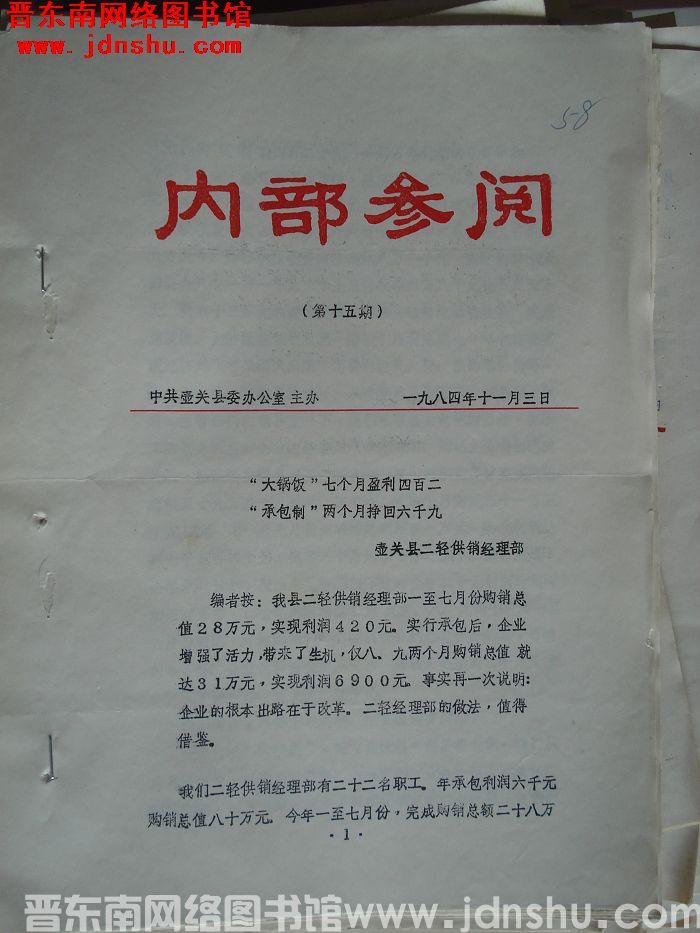 晋东南网络图书馆
www.jdnshu.com
5-8
内部参阅
（第十五期）
中共壶关县委办公室 主办 一九八四年十一月三日
“大锅饭”七个月盈利四百二
“承包制”两个月挣回六千九
壶关县二轻供销经理部
编者按：我县二轻供销经理部一至七月份购销总
值28万元，实现利润420元。实行承包后，企业
增强了活力，带来了生机，仅八、九两个月购销总值 就
达31万元，实现利润6900元。事实再一次说明：
企业的根本出路在于改革。二轻经理部的做法，值得
借鉴。
我们二轻供销经理部有二十二名职工。年承包利润六千元
购销总值八十万元。今年一至七月份，完成购销总额二十八万
·1·
晋东南网络图书馆www.jdnshu.com